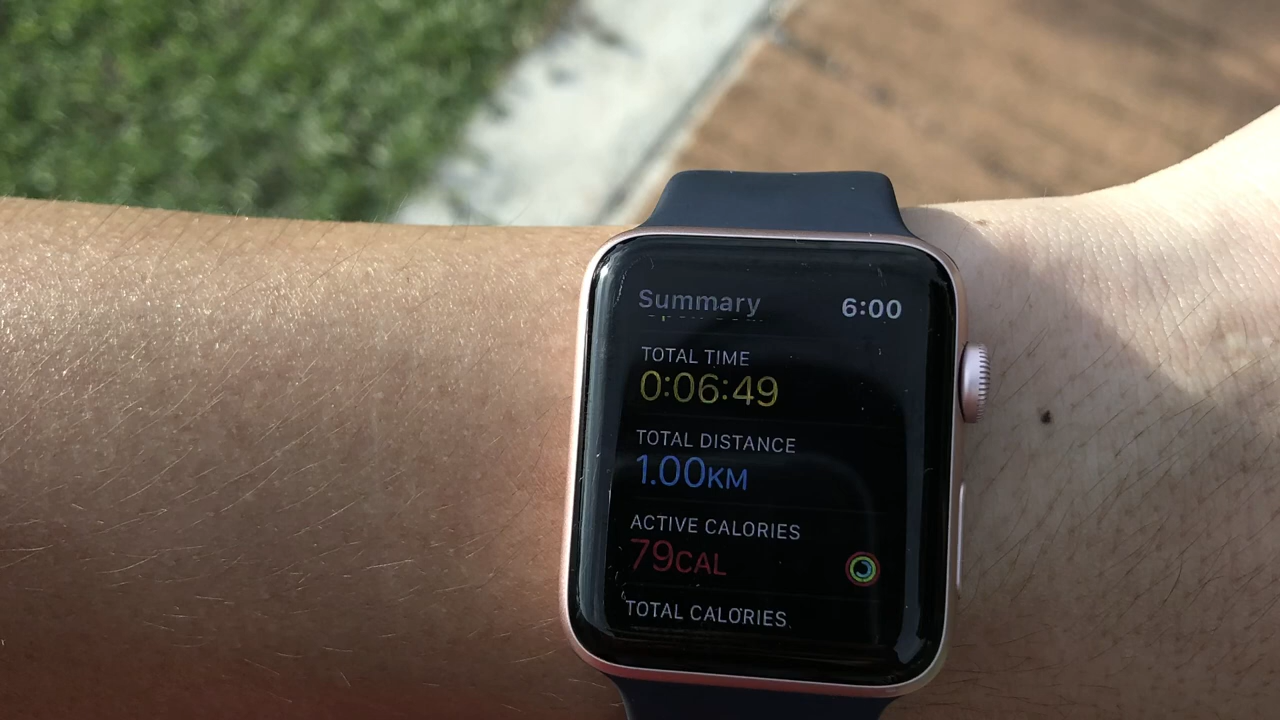 Summary 6:00
TOTAL TIME
0:06:49
TOTAL DISTANCE
1.00KM
ACTIVE CALORIES
79CAL
TOTAL CALORIES